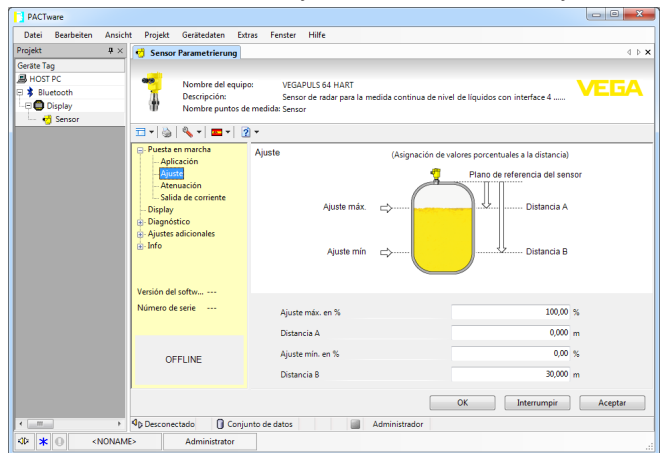 PACTware
Datei Bearbeiten Ansicht Projekt Gerätedaten Extras Fenster Hilfe
Projekt
Sensor Parametrierung
Geräte Tag
HOST PC
Bluetooth
Display
Sensor
Nombre del equipo: VEGAPULS 64 HART
Descripción: Sensor de radar para la medida continua de nivel de líquidos con interface 4 ......
Nombre puntos de medida: Sensor
VEGA
Puesta en marcha
Aplicación
Ajuste
Atenuación
Salida de corriente
Display
Diagnóstico
Ajustes adicionales
Info
Versión del softw... ---
Número de serie ---
OFFLINE
Ajuste
(Asignación de valores porcentuales a la distancia)
Plano de referencia del sensor
Ajuste máx.
Distancia A
Ajuste mín
Distancia B
Ajuste máx. en % 100,00 %
Distancia A 0,000 m
Ajuste mín. en % 0,00 %
Distancia B 30,000 m
OK Interrumpir Aceptar
Desconectado Conjunto de datos Administrador
<NONAME> Administrator